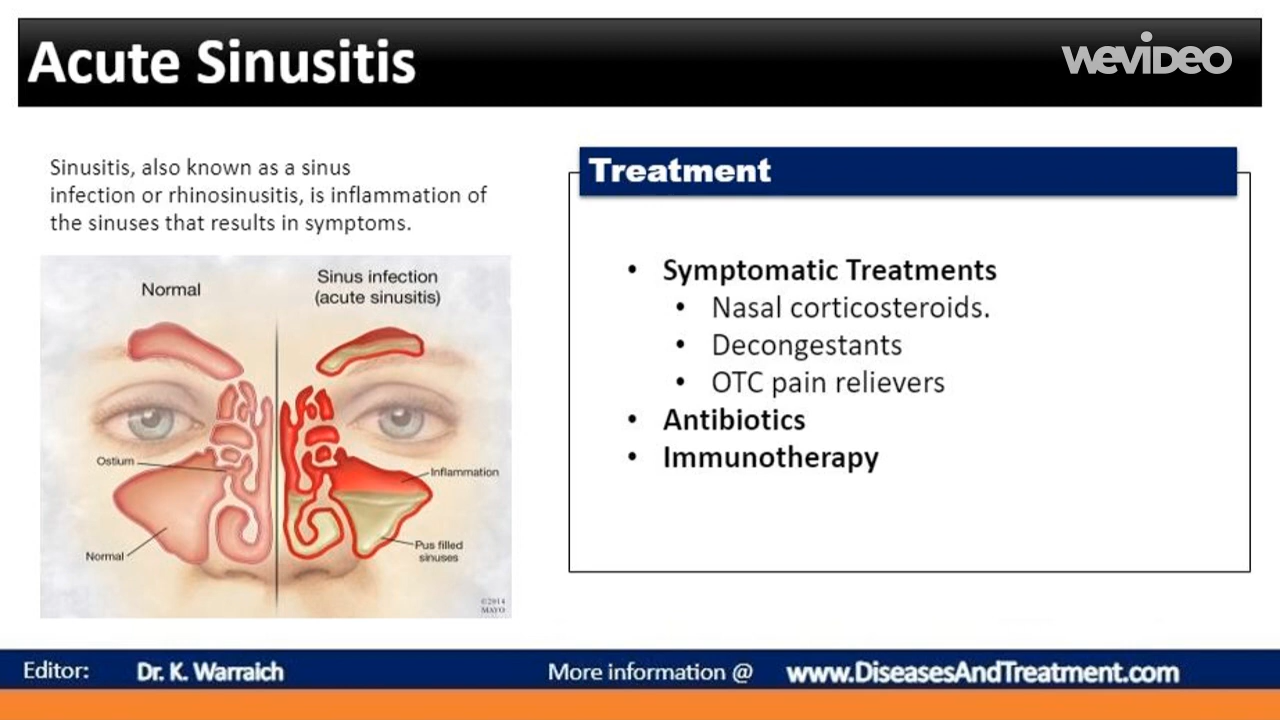 Acute Sinusitis
WeVideo
Sinusitis, also known as a sinus
infection or rhinosinusitis, is inflammation of
the sinuses that results in symptoms.
Normal
Sinus infection
(acute sinusitis)
Ostium
Inflammation
Normal
Pus filled
sinuses
©2014
MAYO
Treatment
• Symptomatic Treatments
• Nasal corticosteroids.
• Decongestants
• OTC pain relievers
• Antibiotics
• Immunotherapy
Editor: Dr. K. Warraich
More information @ www.DiseasesAndTreatment.com